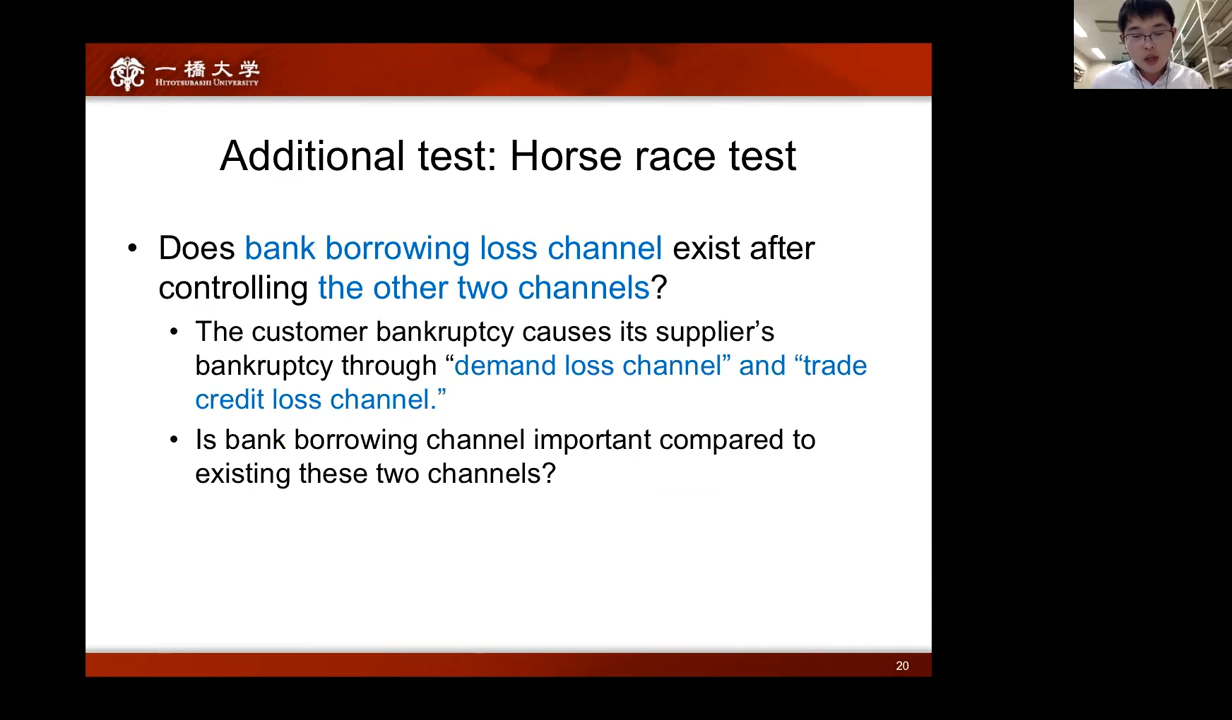 一橋大学
HITOTSUBASHI UNIVERSITY
Additional test: Horse race test
• Does bank borrowing loss channel exist after
controlling the other two channels?
• The customer bankruptcy causes its supplier’s
bankruptcy through “demand loss channel” and “trade
credit loss channel.”
• Is bank borrowing channel important compared to
existing these two channels?
20